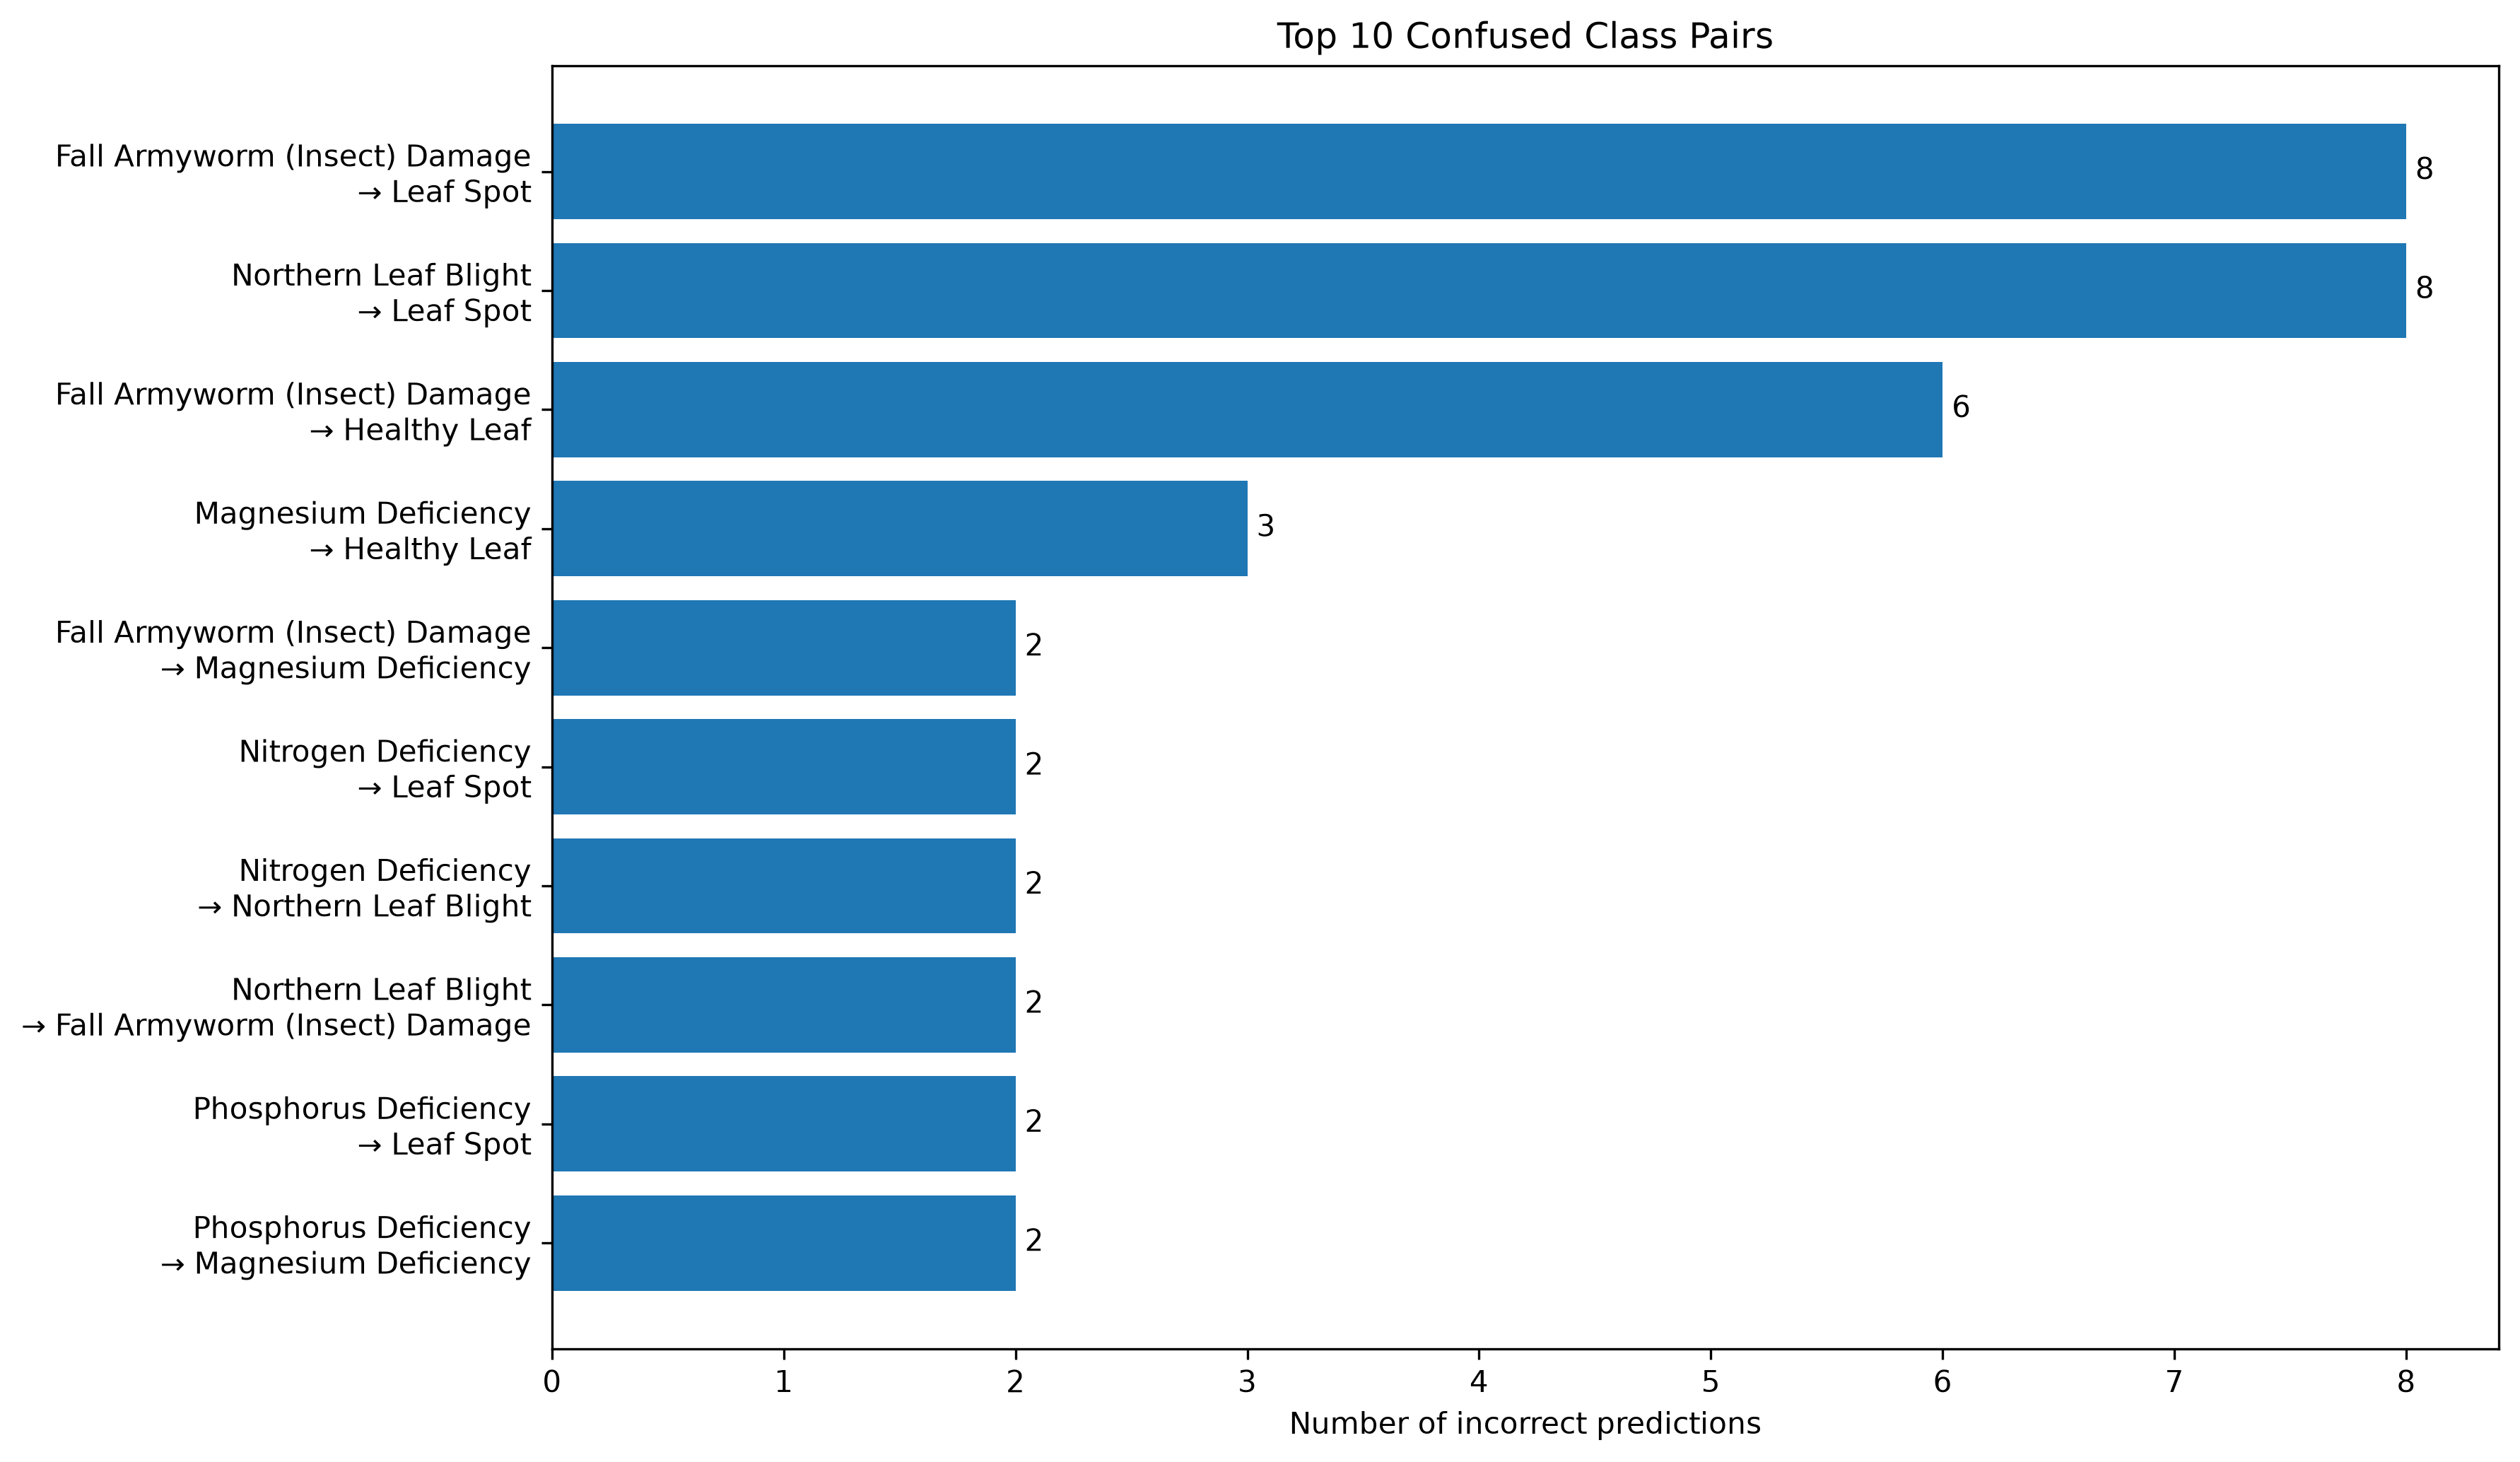 Top 10 Confused Class Pairs
Fall Armyworm (Insect) Damage
→ Leaf Spot
8
Northern Leaf Blight
→ Leaf Spot
8
Fall Armyworm (Insect) Damage
→ Healthy Leaf
6
Magnesium Deficiency
→ Healthy Leaf
3
Fall Armyworm (Insect) Damage
→ Magnesium Deficiency
2
Nitrogen Deficiency
→ Leaf Spot
2
Nitrogen Deficiency
→ Northern Leaf Blight
2
Northern Leaf Blight
→ Fall Armyworm (Insect) Damage
2
Phosphorus Deficiency
→ Leaf Spot
2
Phosphorus Deficiency
→ Magnesium Deficiency
2
0 1 2 3 4 5 6 7 8
Number of incorrect predictions